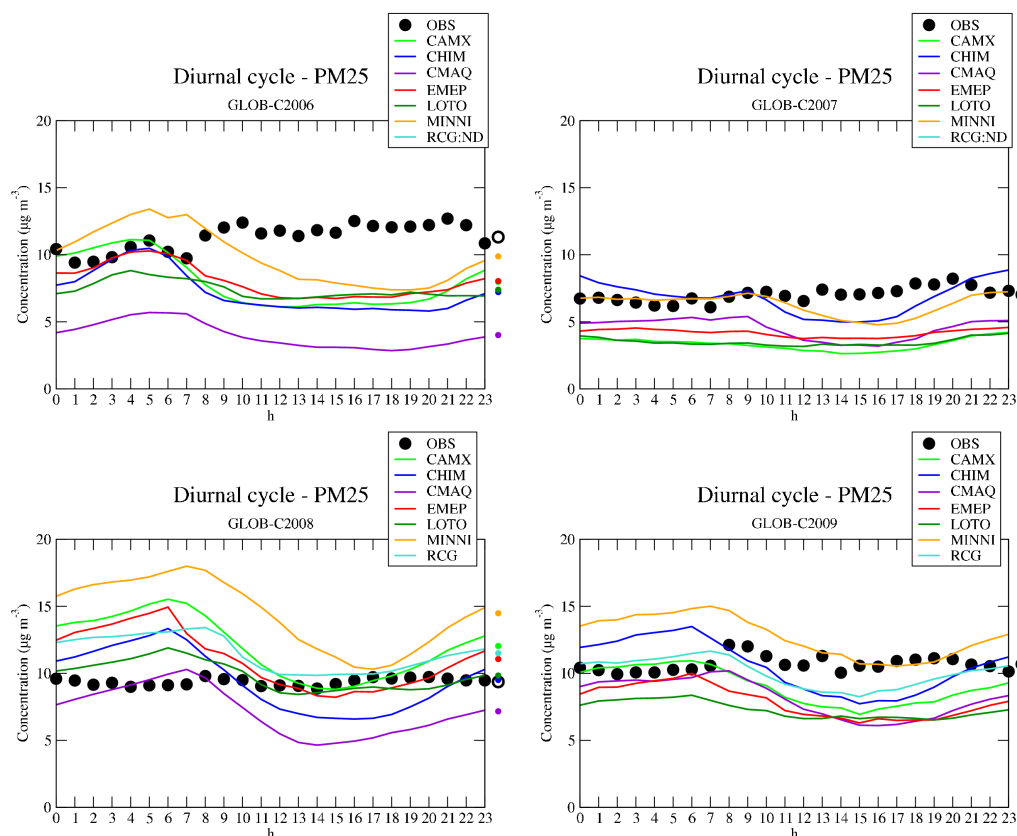 OBS
CAMX
CHIM
CMAQ
EMEP
LOTO
MINNI
RCG:ND
Diurnal cycle - PM25
GLOB-C2006
Concentration (µg m⁻³)
20
15
10
5
0
0 1 2 3 4 5 6 7 8 9 10 11 12 13 14 15 16 17 18 19 20 21 22 23
h
OBS
CAMX
CHIM
CMAQ
EMEP
LOTO
MINNI
RCG:ND
Diurnal cycle - PM25
GLOB-C2007
Concentration (µg m⁻³)
20
15
10
5
0
0 1 2 3 4 5 6 7 8 9 10 11 12 13 14 15 16 17 18 19 20 21 22 23
h
OBS
CAMX
CHIM
CMAQ
EMEP
LOTO
MINNI
RCG
Diurnal cycle - PM25
GLOB-C2008
Concentration (µg m⁻³)
20
15
10
5
0
0 1 2 3 4 5 6 7 8 9 10 11 12 13 14 15 16 17 18 19 20 21 22 23
h
OBS
CAMX
CHIM
CMAQ
EMEP
LOTO
MINNI
RCG
Diurnal cycle - PM25
GLOB-C2009
Concentration (µg m⁻³)
20
15
10
5
0
0 1 2 3 4 5 6 7 8 9 10 11 12 13 14 15 16 17 18 19 20 21 22 23
h